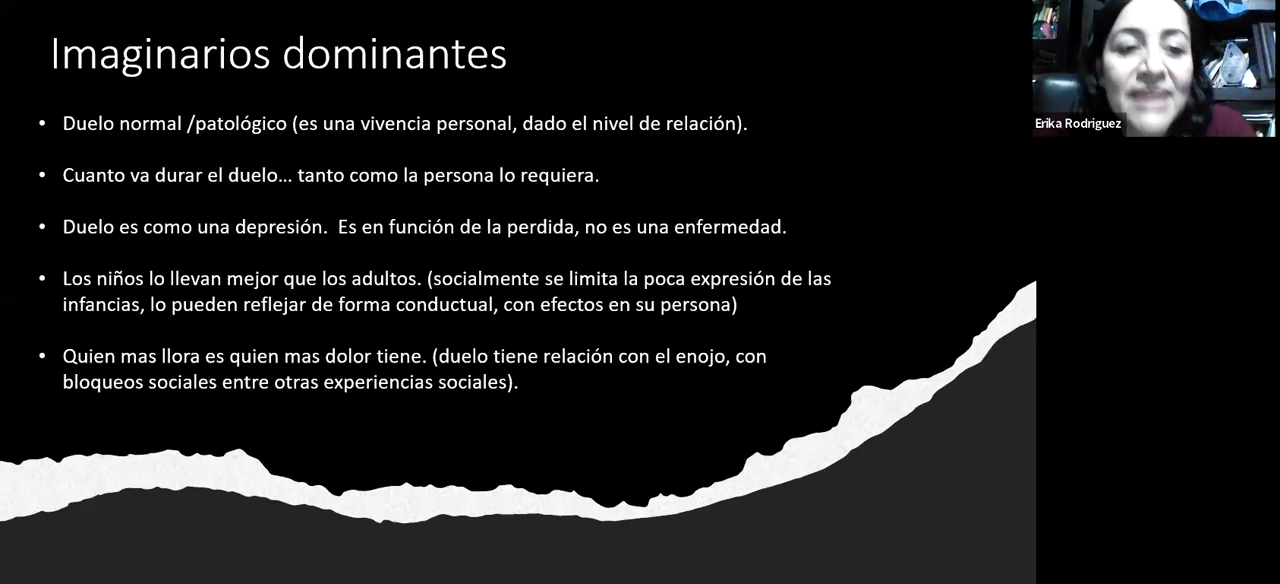 Imaginarios dominantes
• Duelo normal /patológico (es una vivencia personal, dado el nivel de relación).
• Cuanto va durar el duelo... tanto como la persona lo requiera.
• Duelo es como una depresión.  Es en función de la perdida, no es una enfermedad.
• Los niños lo llevan mejor que los adultos. (socialmente se limita la poca expresión de las
infancias, lo pueden reflejar de forma conductual, con efectos en su persona)
• Quien mas llora es quien mas dolor tiene. (duelo tiene relación con el enojo, con
bloqueos sociales entre otras experiencias sociales).
Erika Rodriguez